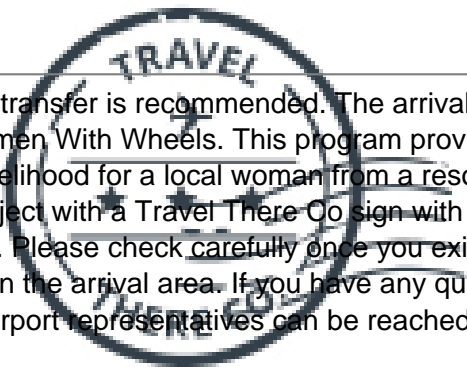 TRAVEL
transfer is recommended. The arrival
men With Wheels. This program prov
elihood for a local woman from a reso
ject with a Travel There Co sign with
. Please check carefully once you exi
n the arrival area. If you have any qu
rport representatives can be reached
THERE CO.